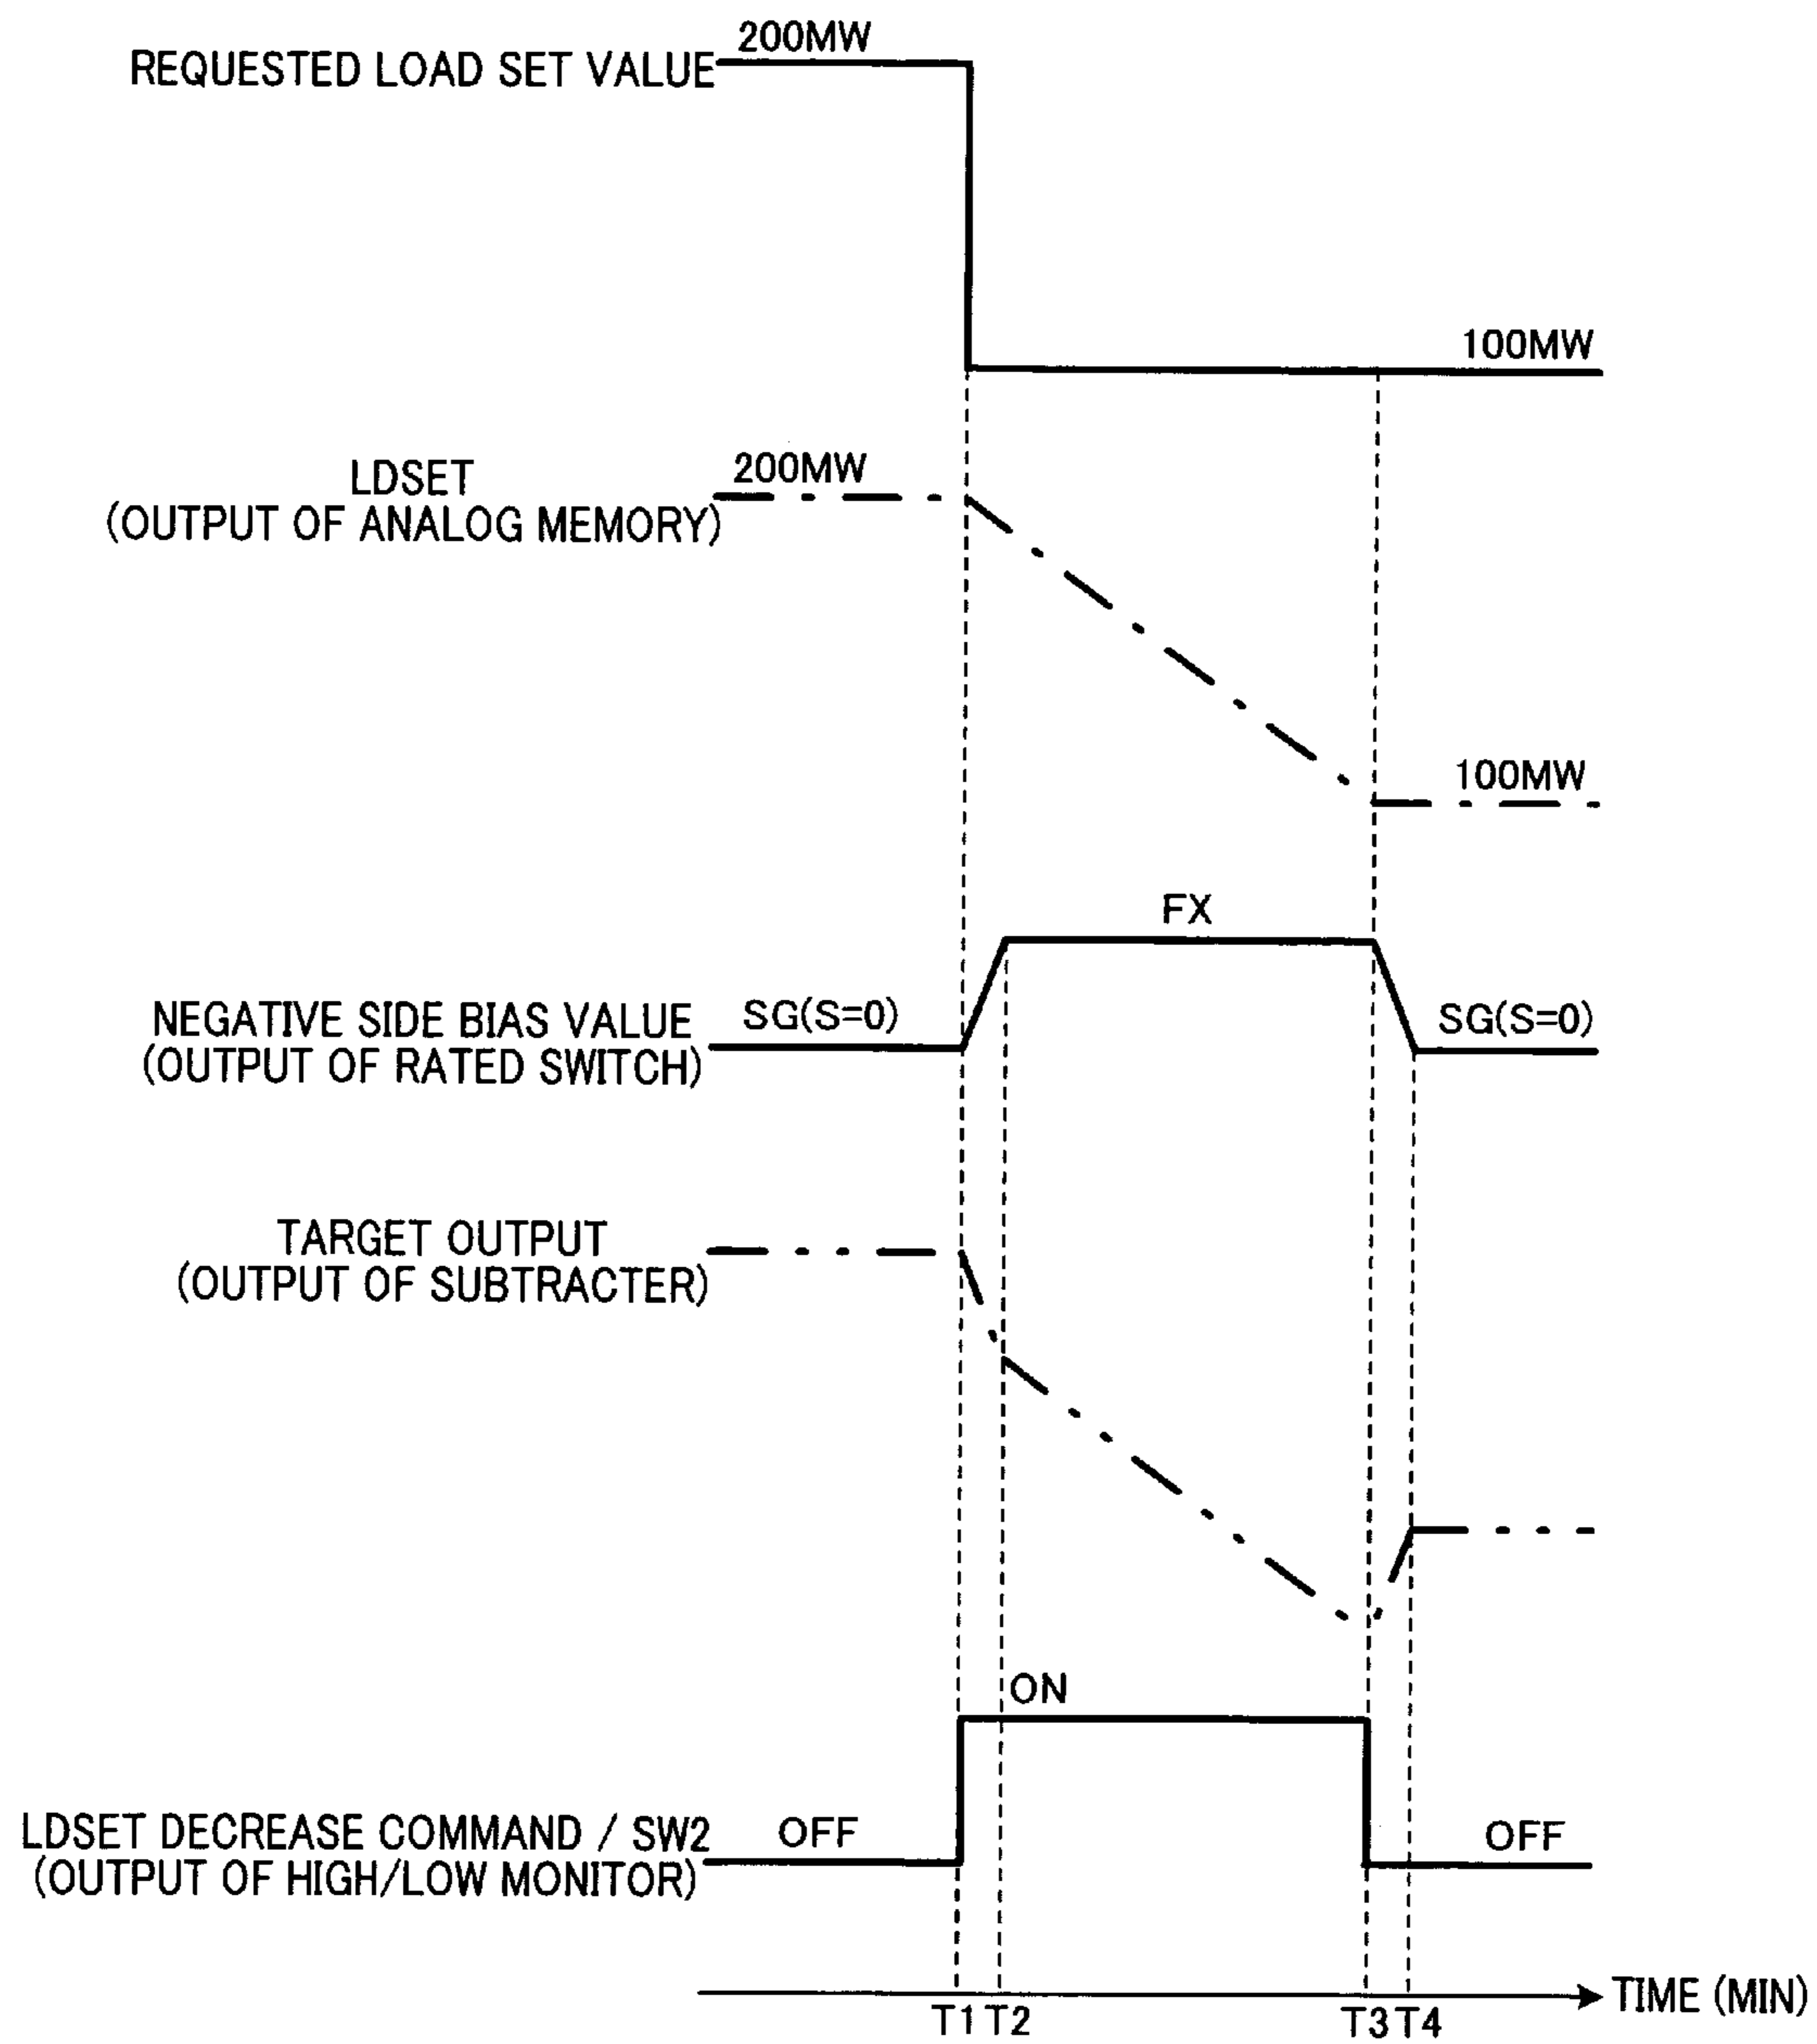 200MW
REQUESTED LOAD SET VALUE
100MW
200MW
LDSET
(OUTPUT OF ANALOG MEMORY)
100MW
FX
NEGATIVE SIDE BIAS VALUE
(OUTPUT OF RATED SWITCH)
SG(S=0)
SG(S=0)
TARGET OUTPUT
(OUTPUT OF SUBTRACTER)
ON
LDSET DECREASE COMMAND / SW2
(OUTPUT OF HIGH/LOW MONITOR)
OFF
OFF
TIME (MIN)
T1 T2 T3 T4